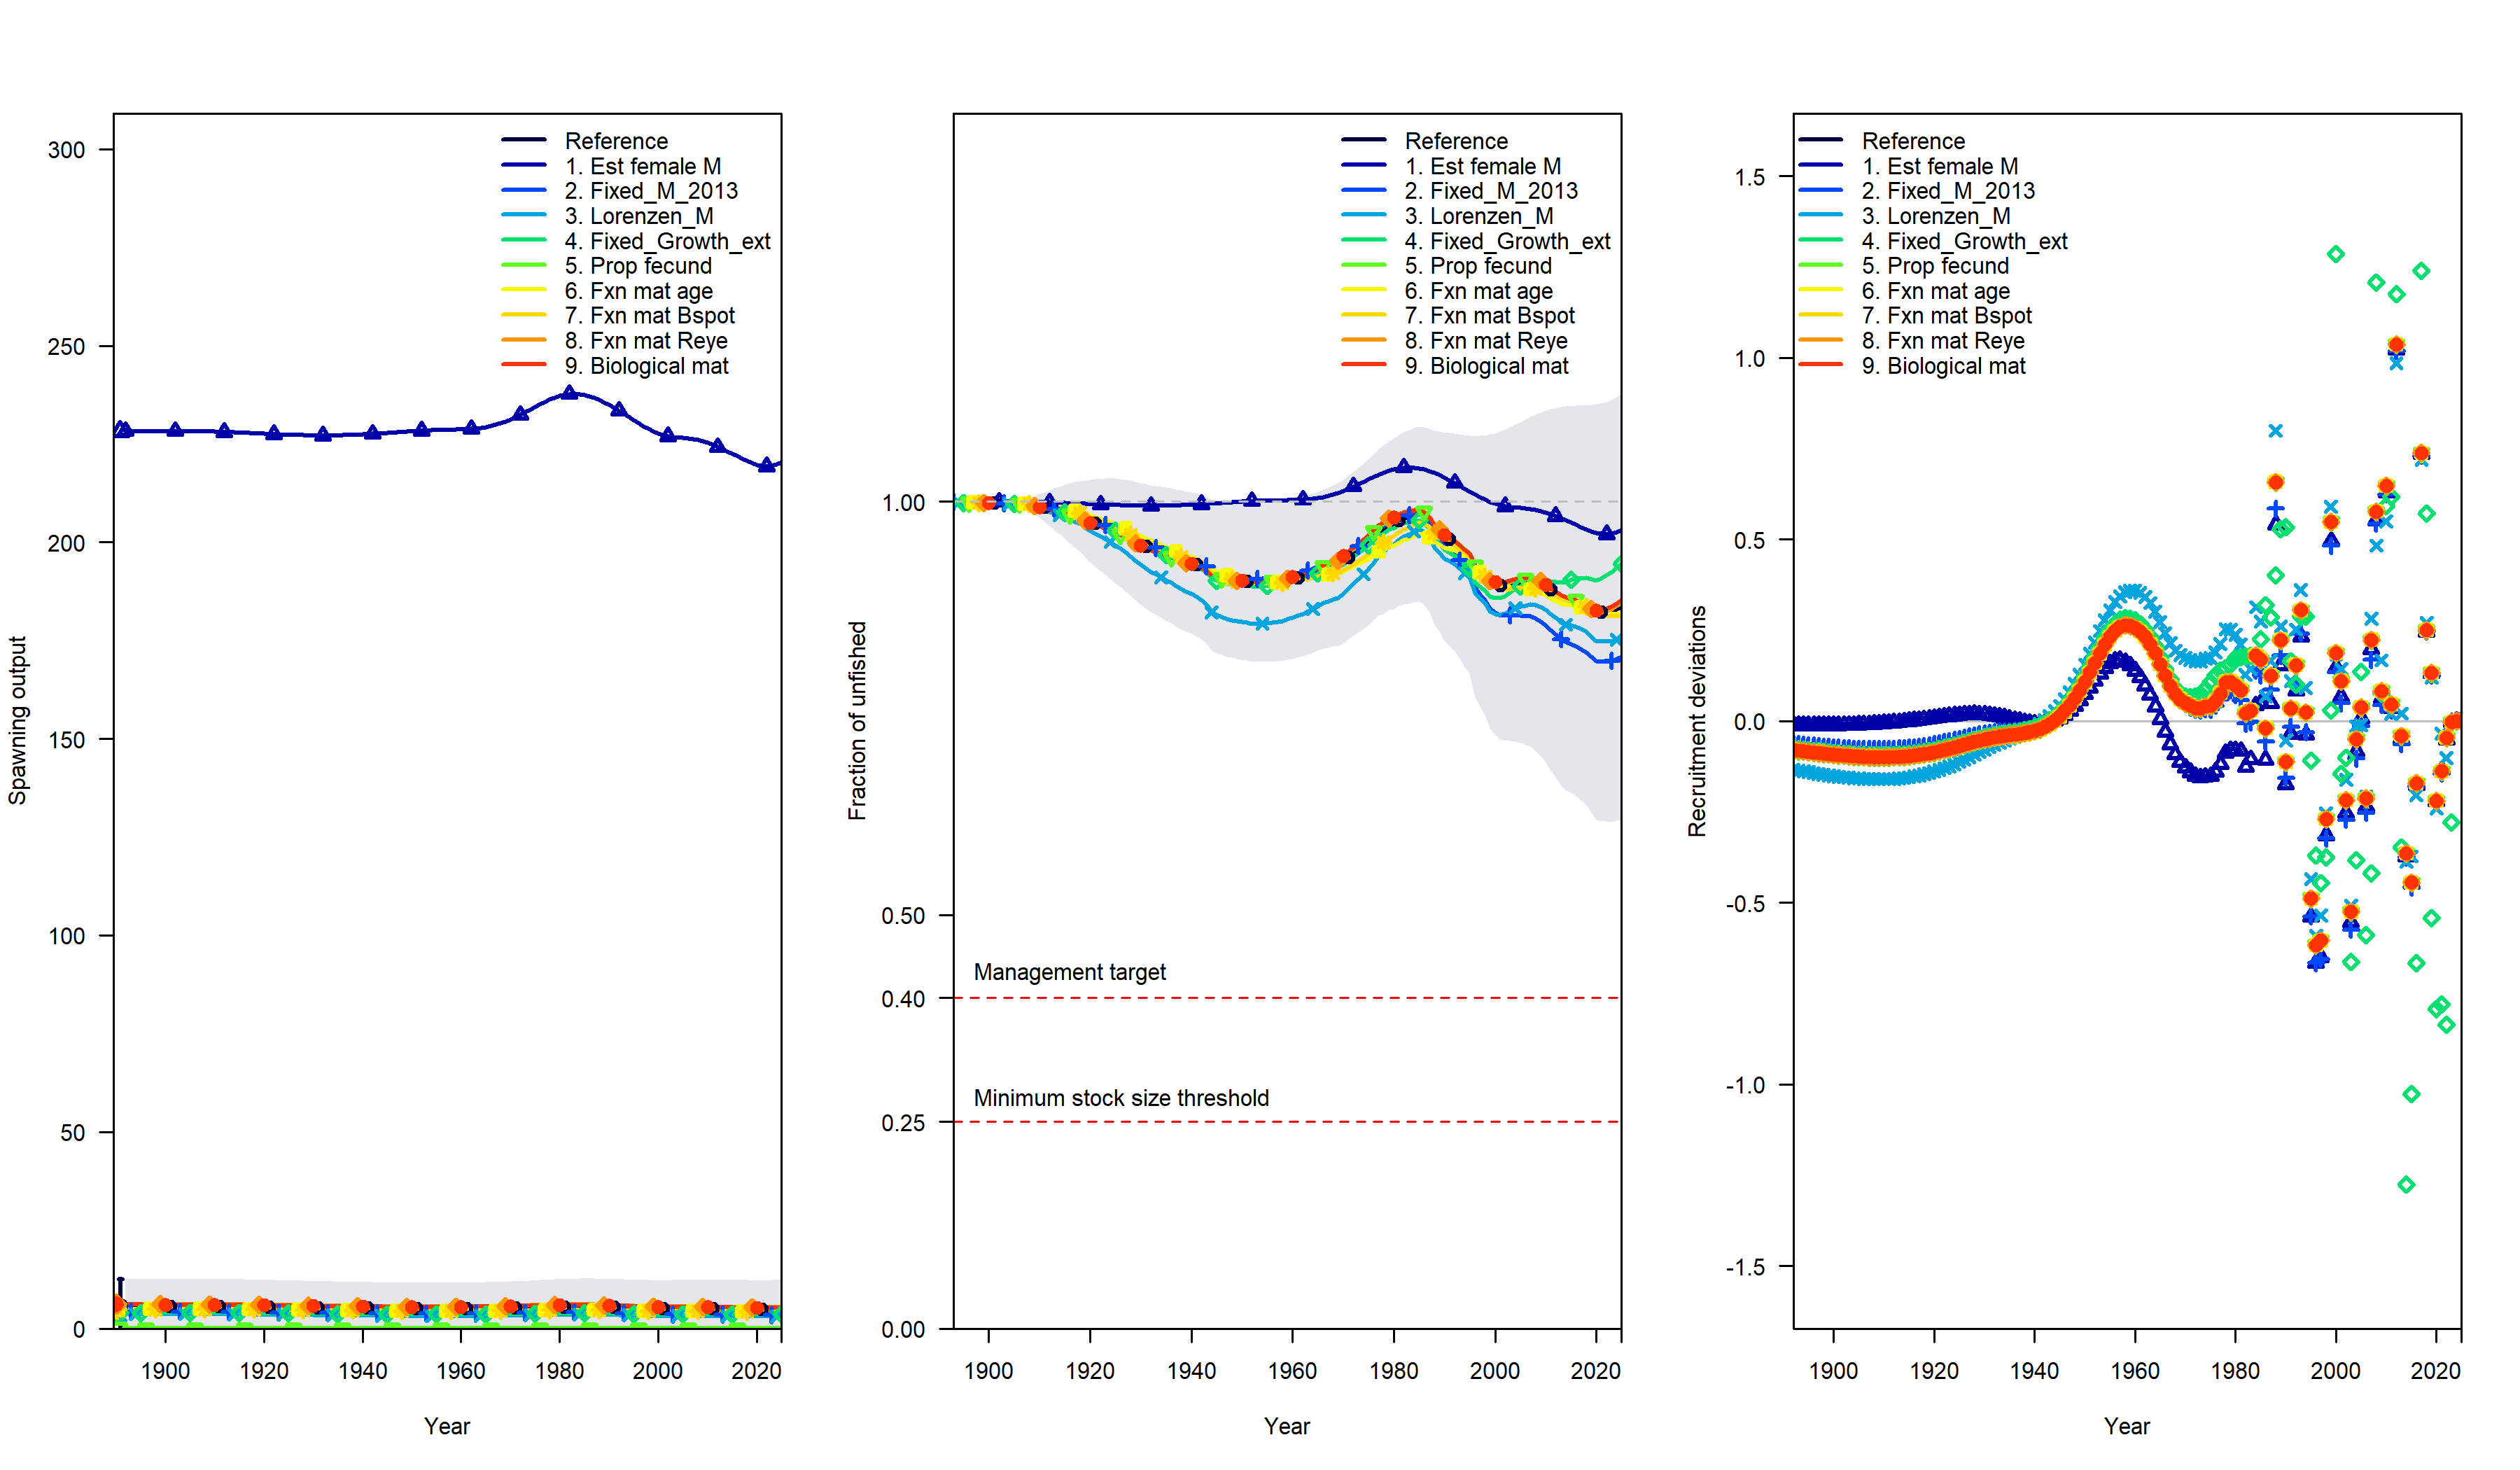 Spawning output
300
250
200
150
100
50
0
Reference
1. Est female M
2. Fixed_M_2013
3. Lorenzen_M
4. Fixed_Growth_ext
5. Prop fecund
6. Fxn mat age
7. Fxn mat Bspot
8. Fxn mat Reye
9. Biological mat
1900 1920 1940 1960 1980 2000 2020
Year
Fraction of unfished
1.00
0.50
0.40
0.25
0.00
Reference
1. Est female M
2. Fixed_M_2013
3. Lorenzen_M
4. Fixed_Growth_ext
5. Prop fecund
6. Fxn mat age
7. Fxn mat Bspot
8. Fxn mat Reye
9. Biological mat
Management target
Minimum stock size threshold
1900 1920 1940 1960 1980 2000 2020
Year
Recruitment deviations
1.5
1.0
0.5
0.0
-0.5
-1.0
-1.5
Reference
1. Est female M
2. Fixed_M_2013
3. Lorenzen_M
4. Fixed_Growth_ext
5. Prop fecund
6. Fxn mat age
7. Fxn mat Bspot
8. Fxn mat Reye
9. Biological mat
1900 1920 1940 1960 1980 2000 2020
Year